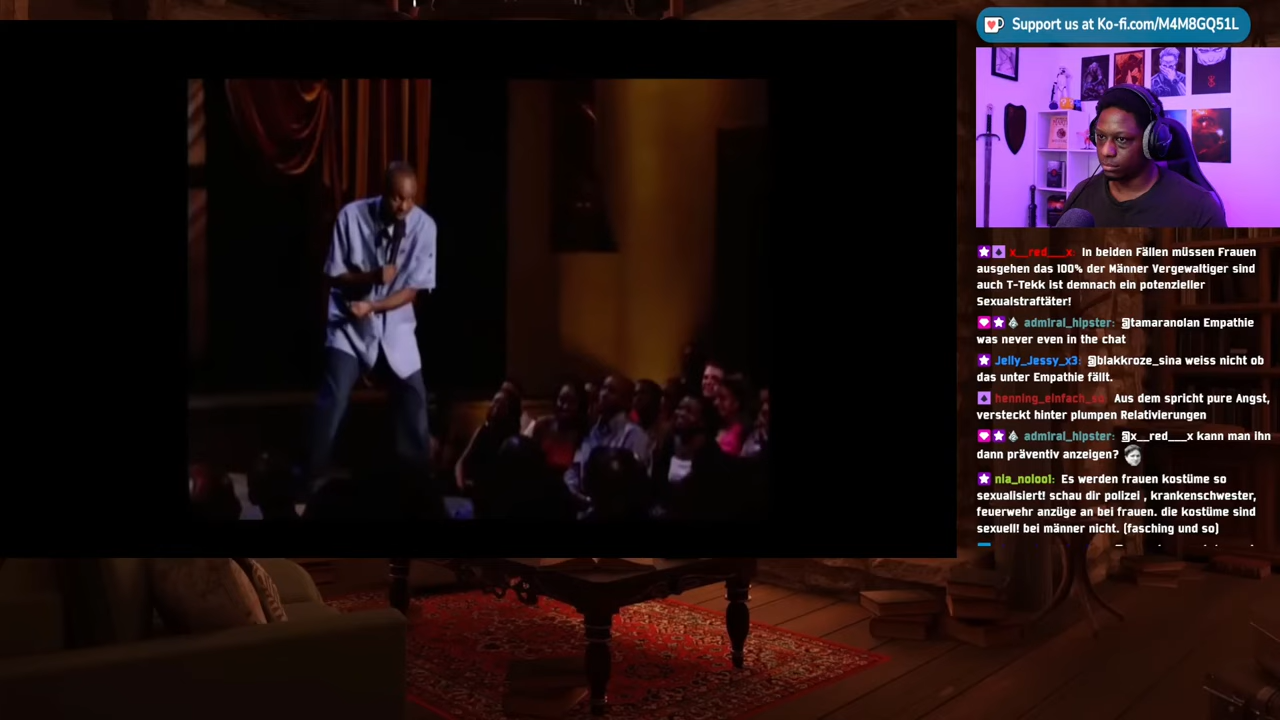 Support us at Ko-fi.com/M4M8GQ51L
x__red___x: In beiden Fällen müssen Frauen
ausgehen das 100% der Männer Vergewaltiger sind
auch T-Tekk ist demnach ein potenzieller
Sexualstraftäter!
admiral_hipster: @tamaranolan Empathie
was never even in the chat
Jelly_Jessy_x3: @blakkroze_sina weiss nicht ob
das unter Empathie fällt.
henning_einfach_so: Aus dem spricht pure Angst,
versteckt hinter plumpen Relativierungen
admiral_hipster: @x__red___x kann man ihn
dann präventiv anzeigen?
nia_noloo1: Es werden frauen kostüme so
sexualisiert! schau dir polizei , krankenschwester,
feuerwehr anzüge an bei frauen. die kostüme sind
sexuell! bei männer nicht. (fasching und so)